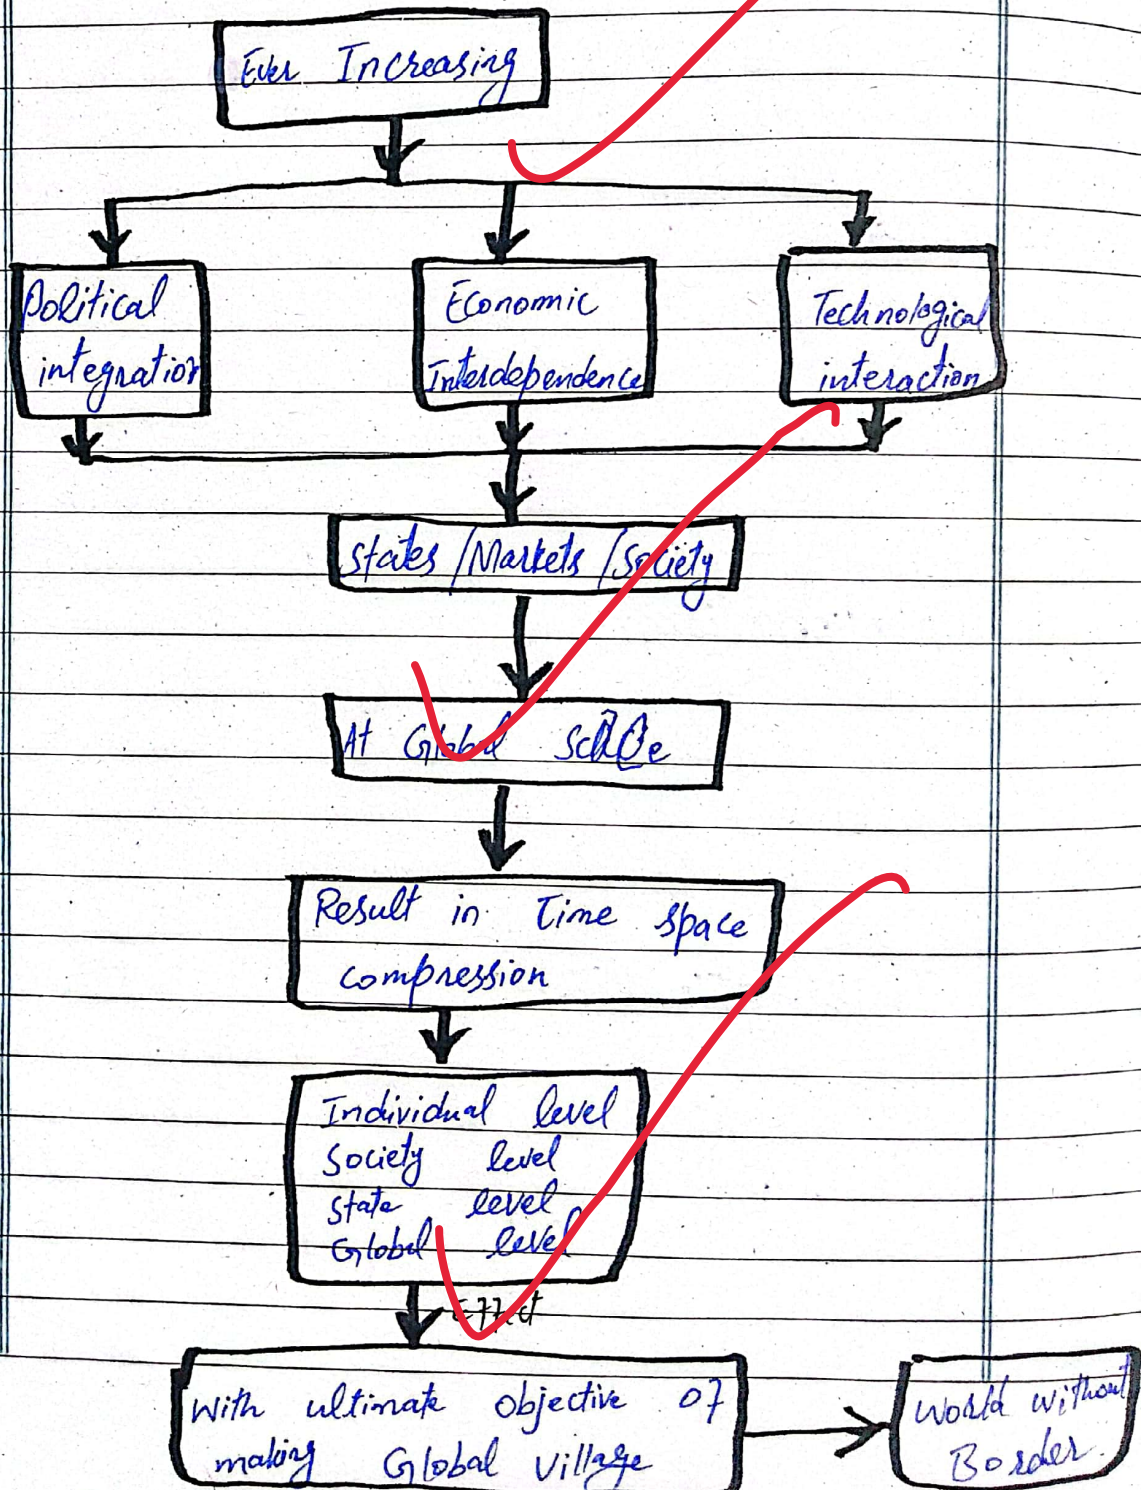 Ever Increasing
Political
integration
Economic
Interdependence
Technological
interaction
States/Markets/Society
At Global Scale
Result in Time space
compression
Individual level
Society level
State level
Global level
Effect
With ultimate objective of
making Global Village
World without
Border.